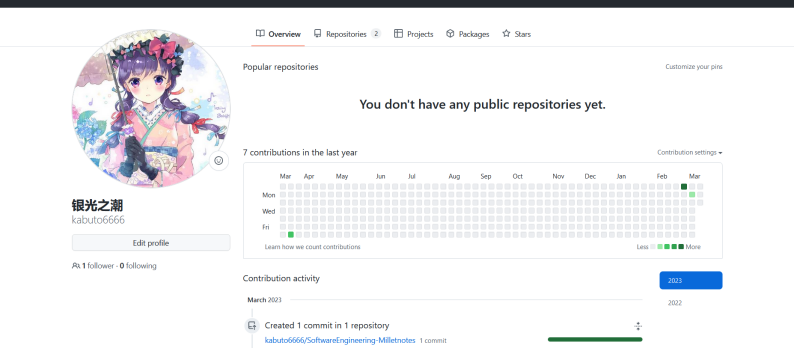 Overview
Repositories 2
Projects
Packages
Stars
Popular repositories
Customize your pins
You don't have any public repositories yet.
7 contributions in the last year
Contribution settings
Mar Apr May Jun Jul Aug Sep Oct Nov Dec Jan Feb Mar
Mon
Wed
Fri
Learn how we count contributions
Less
More
银光之潮
kabuto6666
Edit profile
1 follower · 0 following
Contribution activity
2023
2022
March 2023
Created 1 commit in 1 repository
kabuto6666/SoftwareEngineering-Milletnotes 1 commit